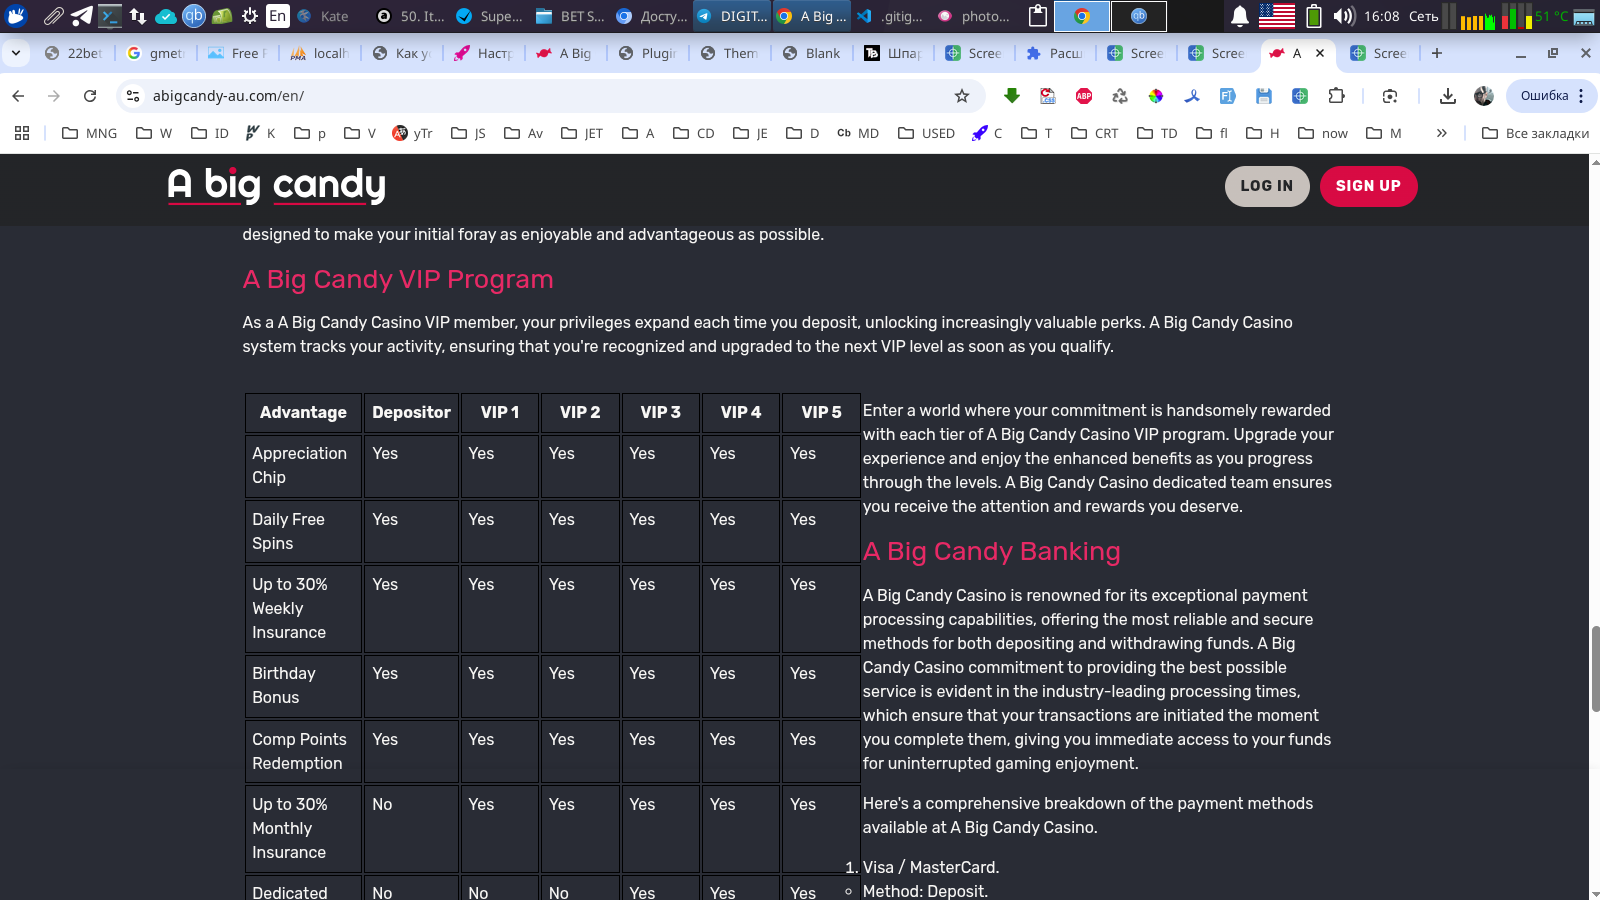 En
Kate
50. It...
Supe...
BET S...
Досту...
DIGIT...
A Big ...
.gitig...
photo...
16:08
Сеть
51 °C
22bet
gmet
Free F
localh
Как у
Настр
A Big
Plugir
Them
Blank
Шпар
Scree
Расш
Scree
Scree
A
Scree
abigcandy-au.com/en/
Ошибка
MNG
W
ID
K
p
V
yTr
JS
Av
JET
A
CD
JE
D
Cb MD
USED
C
T
CRT
TD
fl
H
now
M
Все закладки
A big candy
LOG IN
SIGN UP
designed to make your initial foray as enjoyable and advantageous as possible.
A Big Candy VIP Program
As a A Big Candy Casino VIP member, your privileges expand each time you deposit, unlocking increasingly valuable perks. A Big Candy Casino
system tracks your activity, ensuring that you're recognized and upgraded to the next VIP level as soon as you qualify.
Advantage Depositor VIP 1 VIP 2 VIP 3 VIP 4 VIP 5
Appreciation Yes Yes Yes Yes Yes Yes
Chip
Daily Free Yes Yes Yes Yes Yes Yes
Spins
Up to 30% Yes Yes Yes Yes Yes Yes
Weekly
Insurance
Birthday Yes Yes Yes Yes Yes Yes
Bonus
Comp Points Yes Yes Yes Yes Yes Yes
Redemption
Up to 30% No Yes Yes Yes Yes Yes
Monthly
Insurance
Dedicated No No No Yes Yes Yes
Enter a world where your commitment is handsomely rewarded
with each tier of A Big Candy Casino VIP program. Upgrade your
experience and enjoy the enhanced benefits as you progress
through the levels. A Big Candy Casino dedicated team ensures
you receive the attention and rewards you deserve.
A Big Candy Banking
A Big Candy Casino is renowned for its exceptional payment
processing capabilities, offering the most reliable and secure
methods for both depositing and withdrawing funds. A Big
Candy Casino commitment to providing the best possible
service is evident in the industry-leading processing times,
which ensure that your transactions are initiated the moment
you complete them, giving you immediate access to your funds
for uninterrupted gaming enjoyment.
Here's a comprehensive breakdown of the payment methods
available at A Big Candy Casino.
1. Visa / MasterCard.
Method: Deposit.